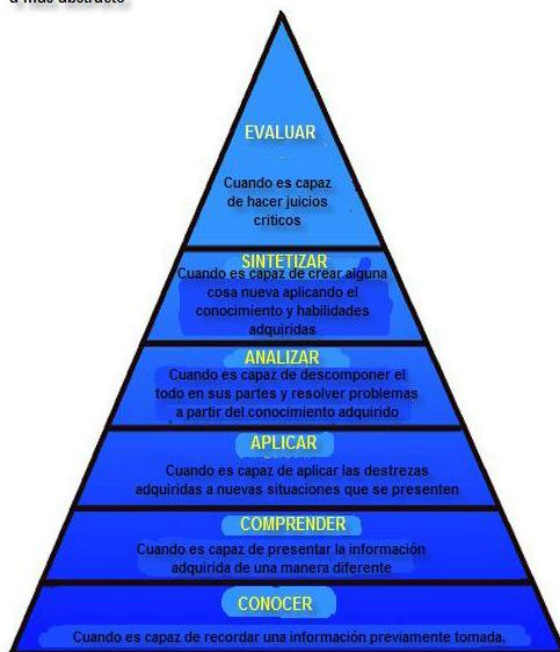 a más abstracto
EVALUAR
Cuando es capaz
de hacer juicios
criticos
SINTETIZAR
Cuando es capaz de crear alguna
cosa nueva aplicando el
conocimiento y habilidades
adquiridas
ANALIZAR
Cuando es capaz de descomponer el
todo en sus partes y resolver problemas
a partir del conocimiento adquirido
APLICAR
Cuando es capaz de aplicar las destrezas
adquiridas a nuevas situaciones que se presenten
COMPRENDER
Cuando es capaz de presentar la información
adquirida de una manera diferente
CONOCER
Cuando es capaz de recordar una información previamente tomada.